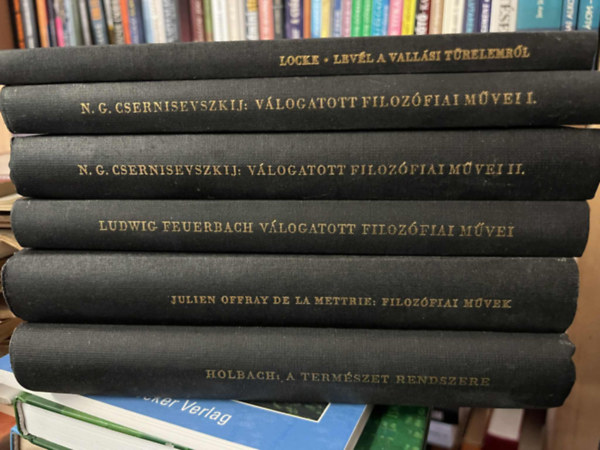 LOCKE • LEVÉL A VALLÁSI TÜRELEMRŐL
N. G. CSERNISEVSZKIJ: VÁLOGATOTT FILOZÓFIAI MŰVEI I.
N. G. CSERNISEVSZKIJ: VÁLOGATOTT FILOZÓFIAI MŰVEI II.
LUDWIG FEUERBACH VÁLOGATOTT FILOZÓFIAI MŰVEI
JULIEN OFFRAY DE LA METTRIE: FILOZÓFIAI MŰVEK
HOLBACH: A TERMÉSZET RENDSZERE
cker Verlag